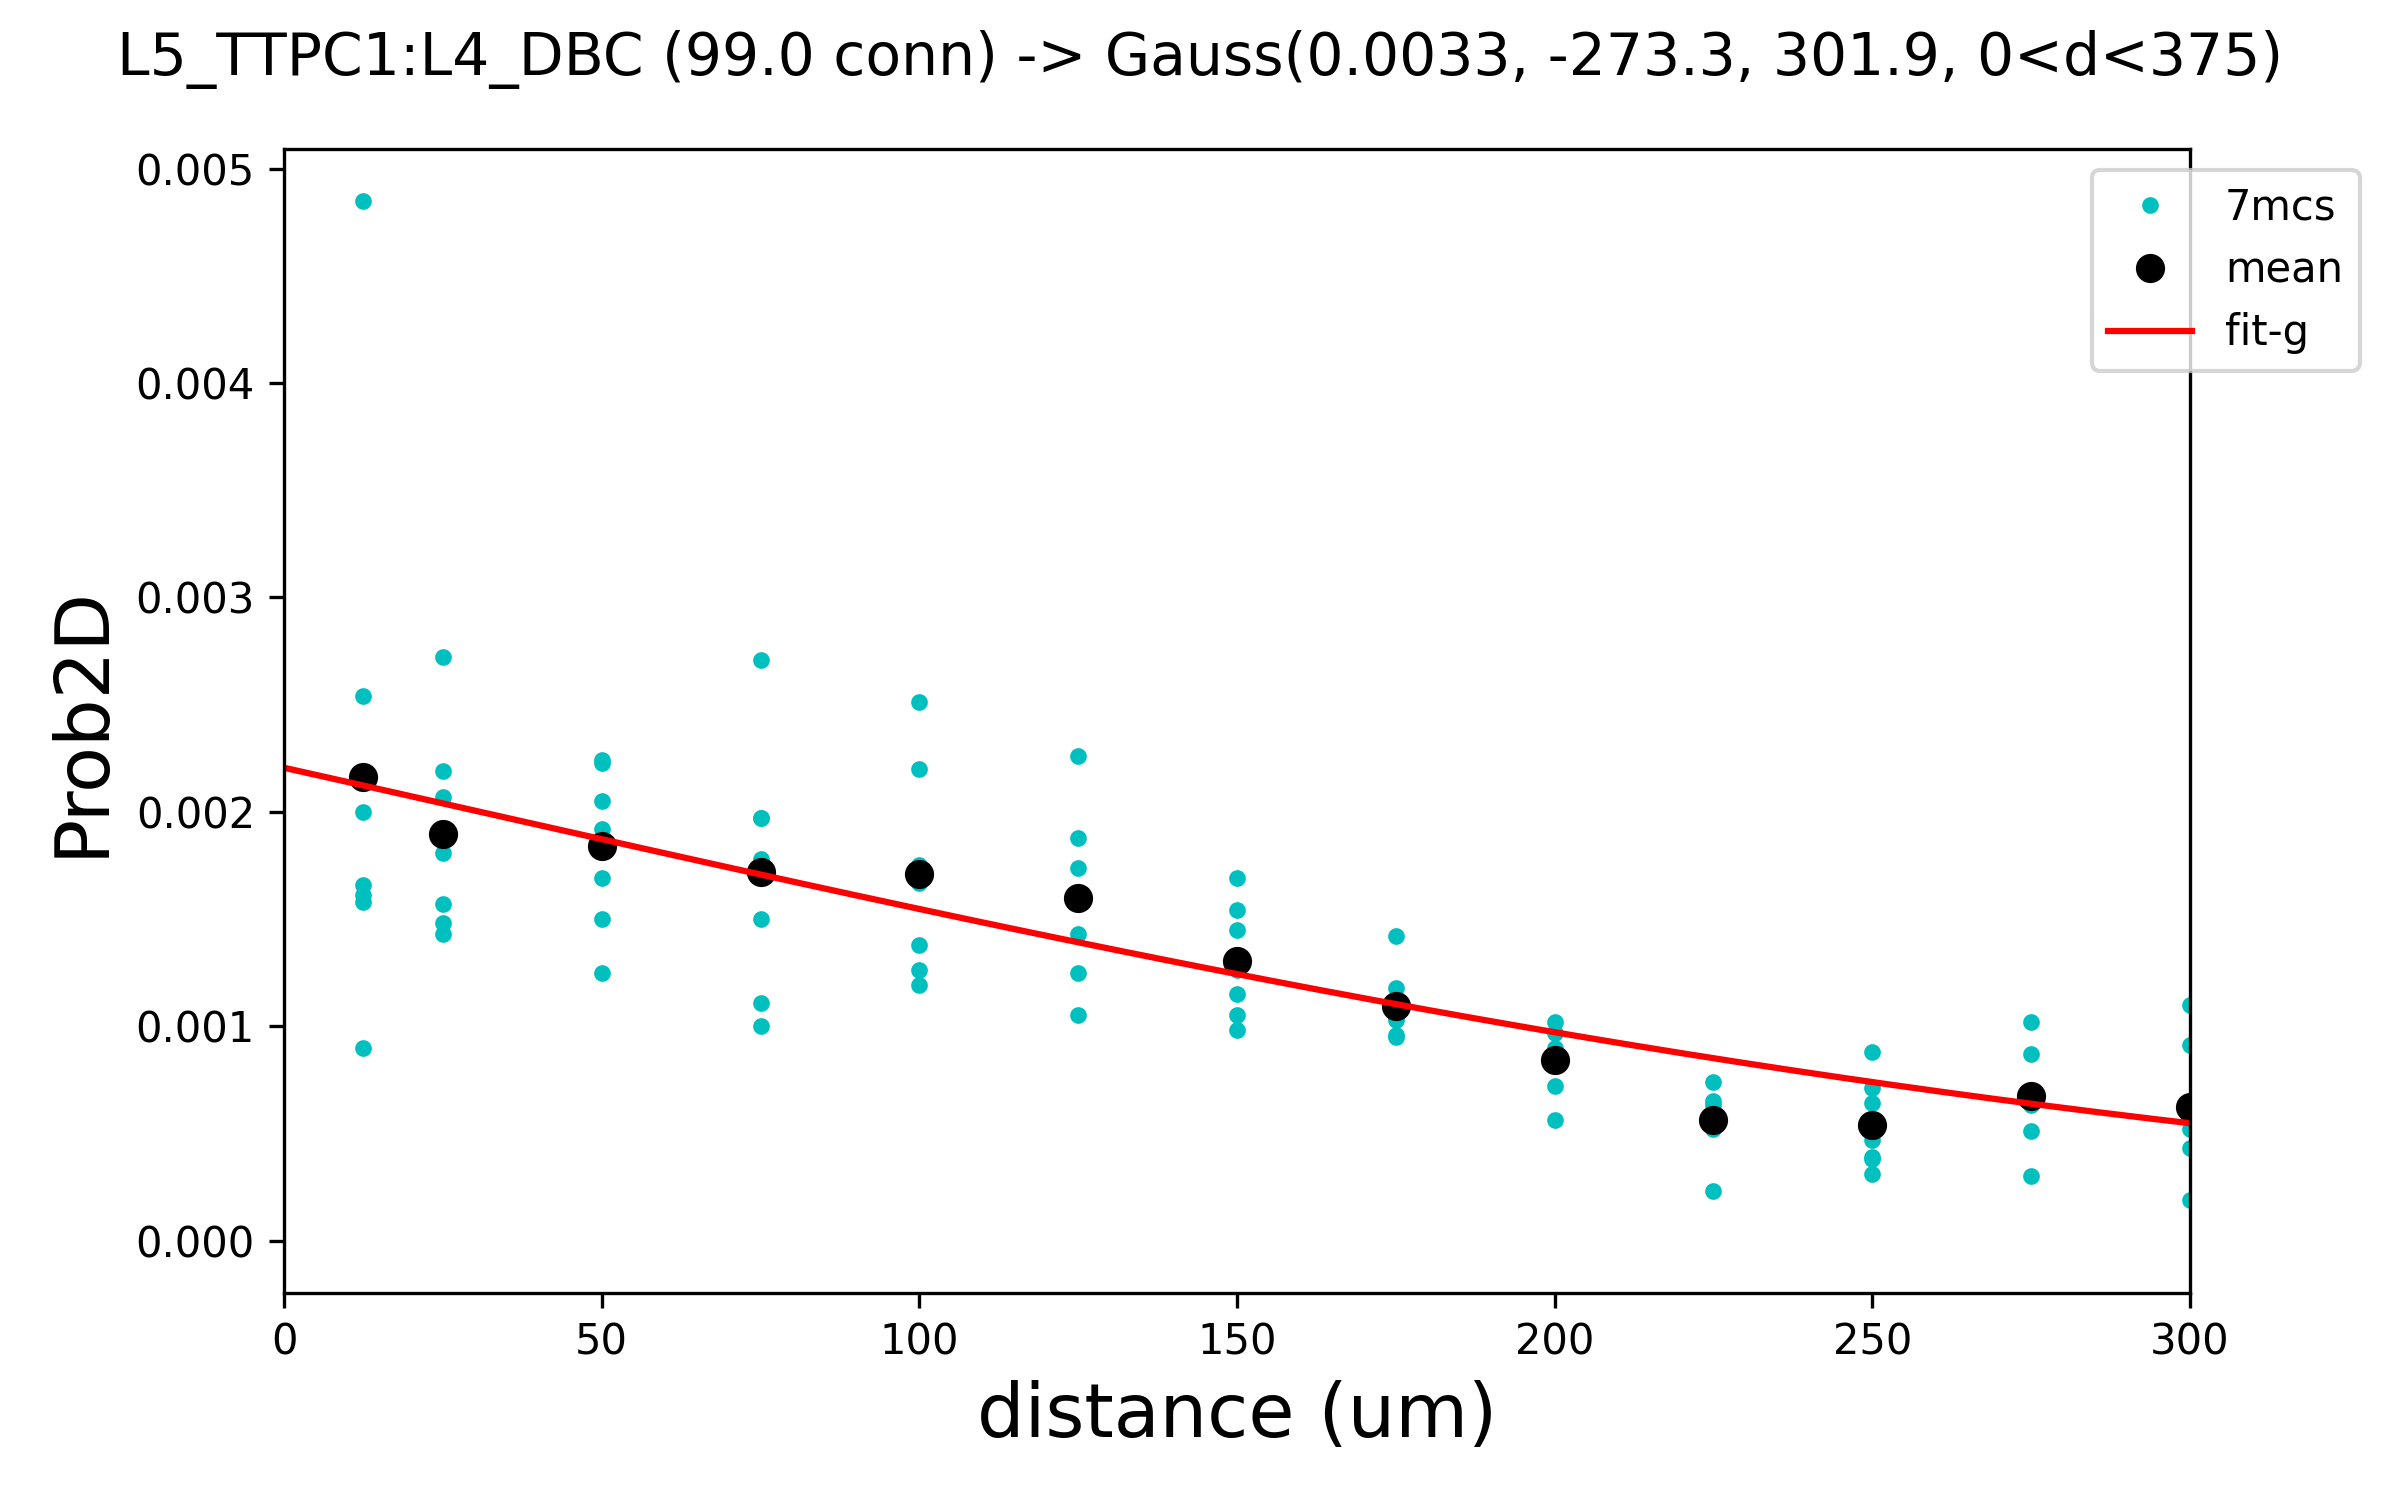 L5_TTPC1:L4_DBC (99.0 conn) -> Gauss(0.0033, -273.3, 301.9, 0<d<375)
0.005
0.004
0.003
0.002
0.001
0.000
Prob2D
7mcs
mean
fit-g
0 50 100 150 200 250 300
distance (um)